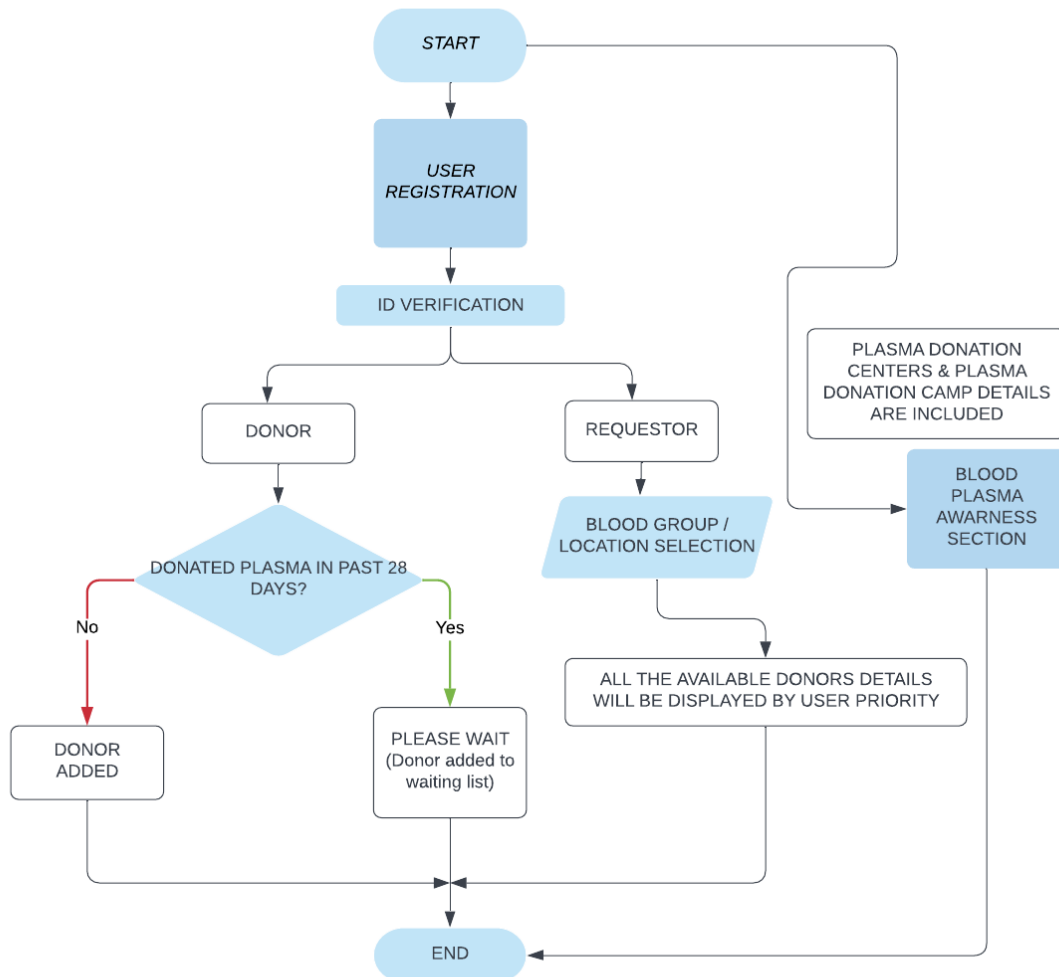 START
USER
REGISTRATION
ID VERIFICATION
PLASMA DONATION
CENTERS & PLASMA
DONATION CAMP DETAILS
ARE INCLUDED
DONOR
REQUESTOR
BLOOD
PLASMA
AWARNESS
SECTION
BLOOD GROUP /
LOCATION SELECTION
DONATED PLASMA IN PAST 28
DAYS?
No
Yes
ALL THE AVAILABLE DONORS DETAILS
WILL BE DISPLAYED BY USER PRIORITY
DONOR
ADDED
PLEASE WAIT
(Donor added to
waiting list)
END